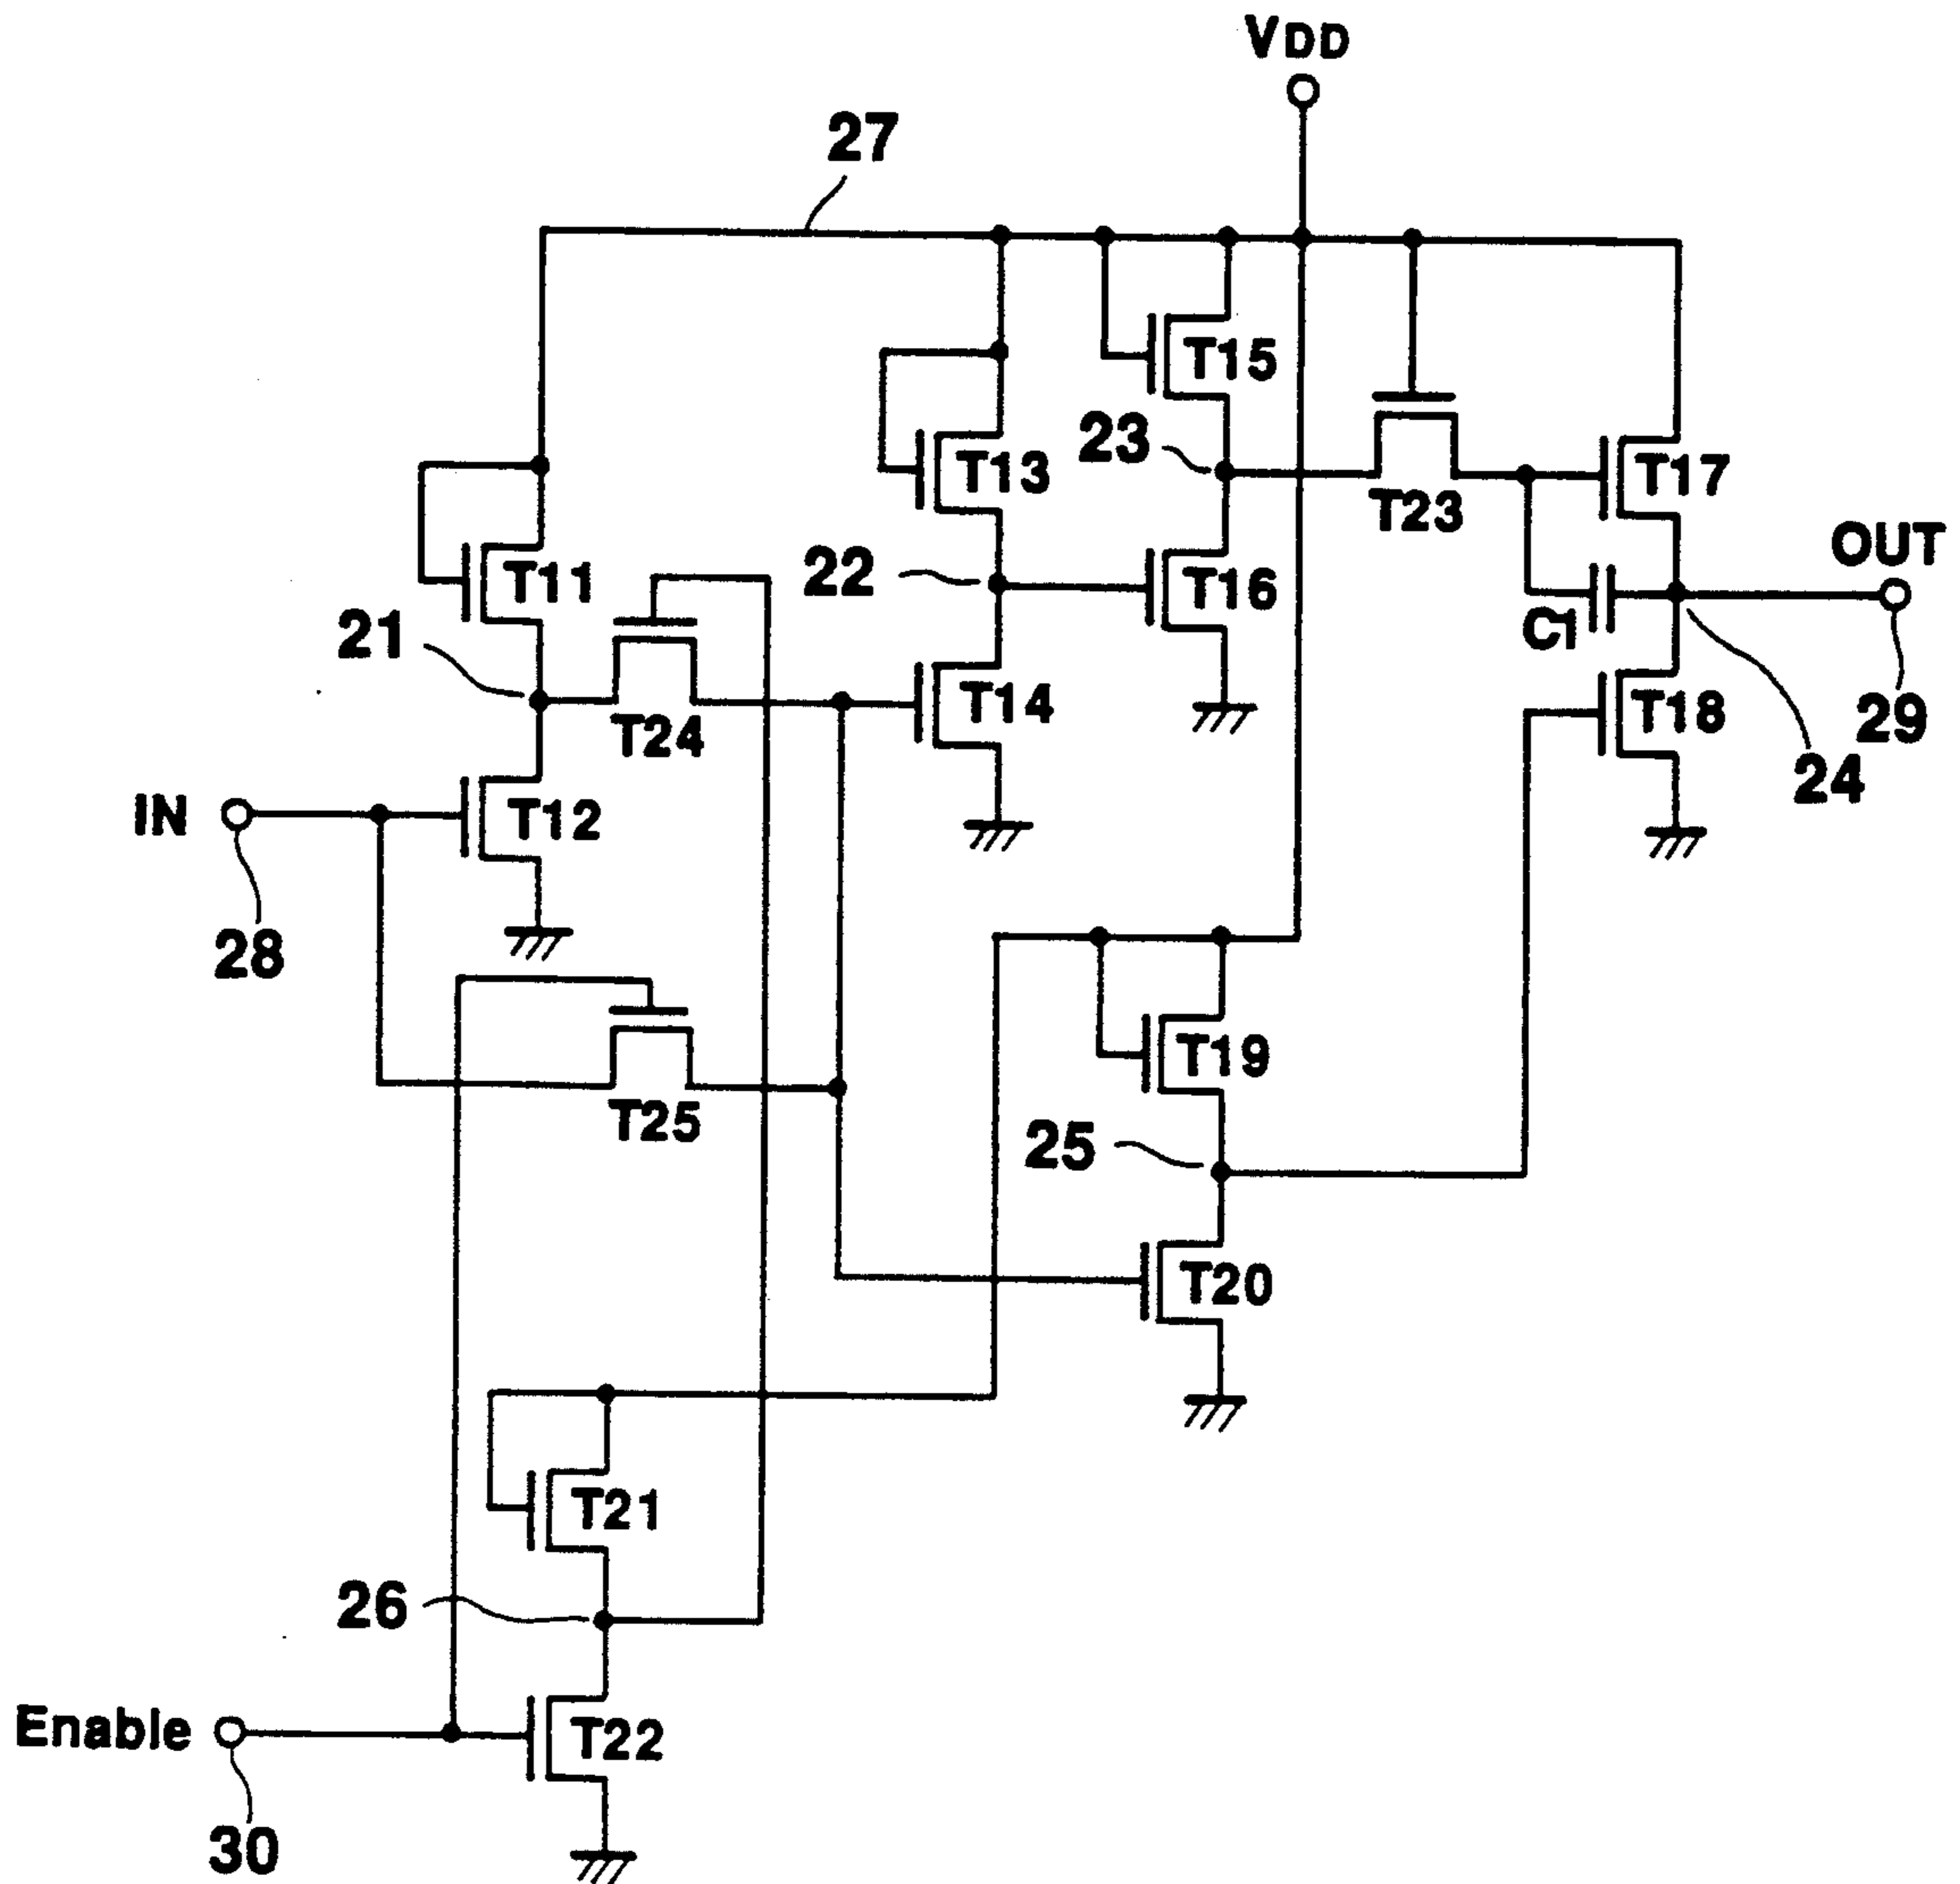 VDD
27
T15
23
T13
T17
T23
OUT
22
T11
T16
C1
21
T14
T18
T24
29
24
IN
T12
28
T19
T25
25
T20
T21
26
Enable
T22
30